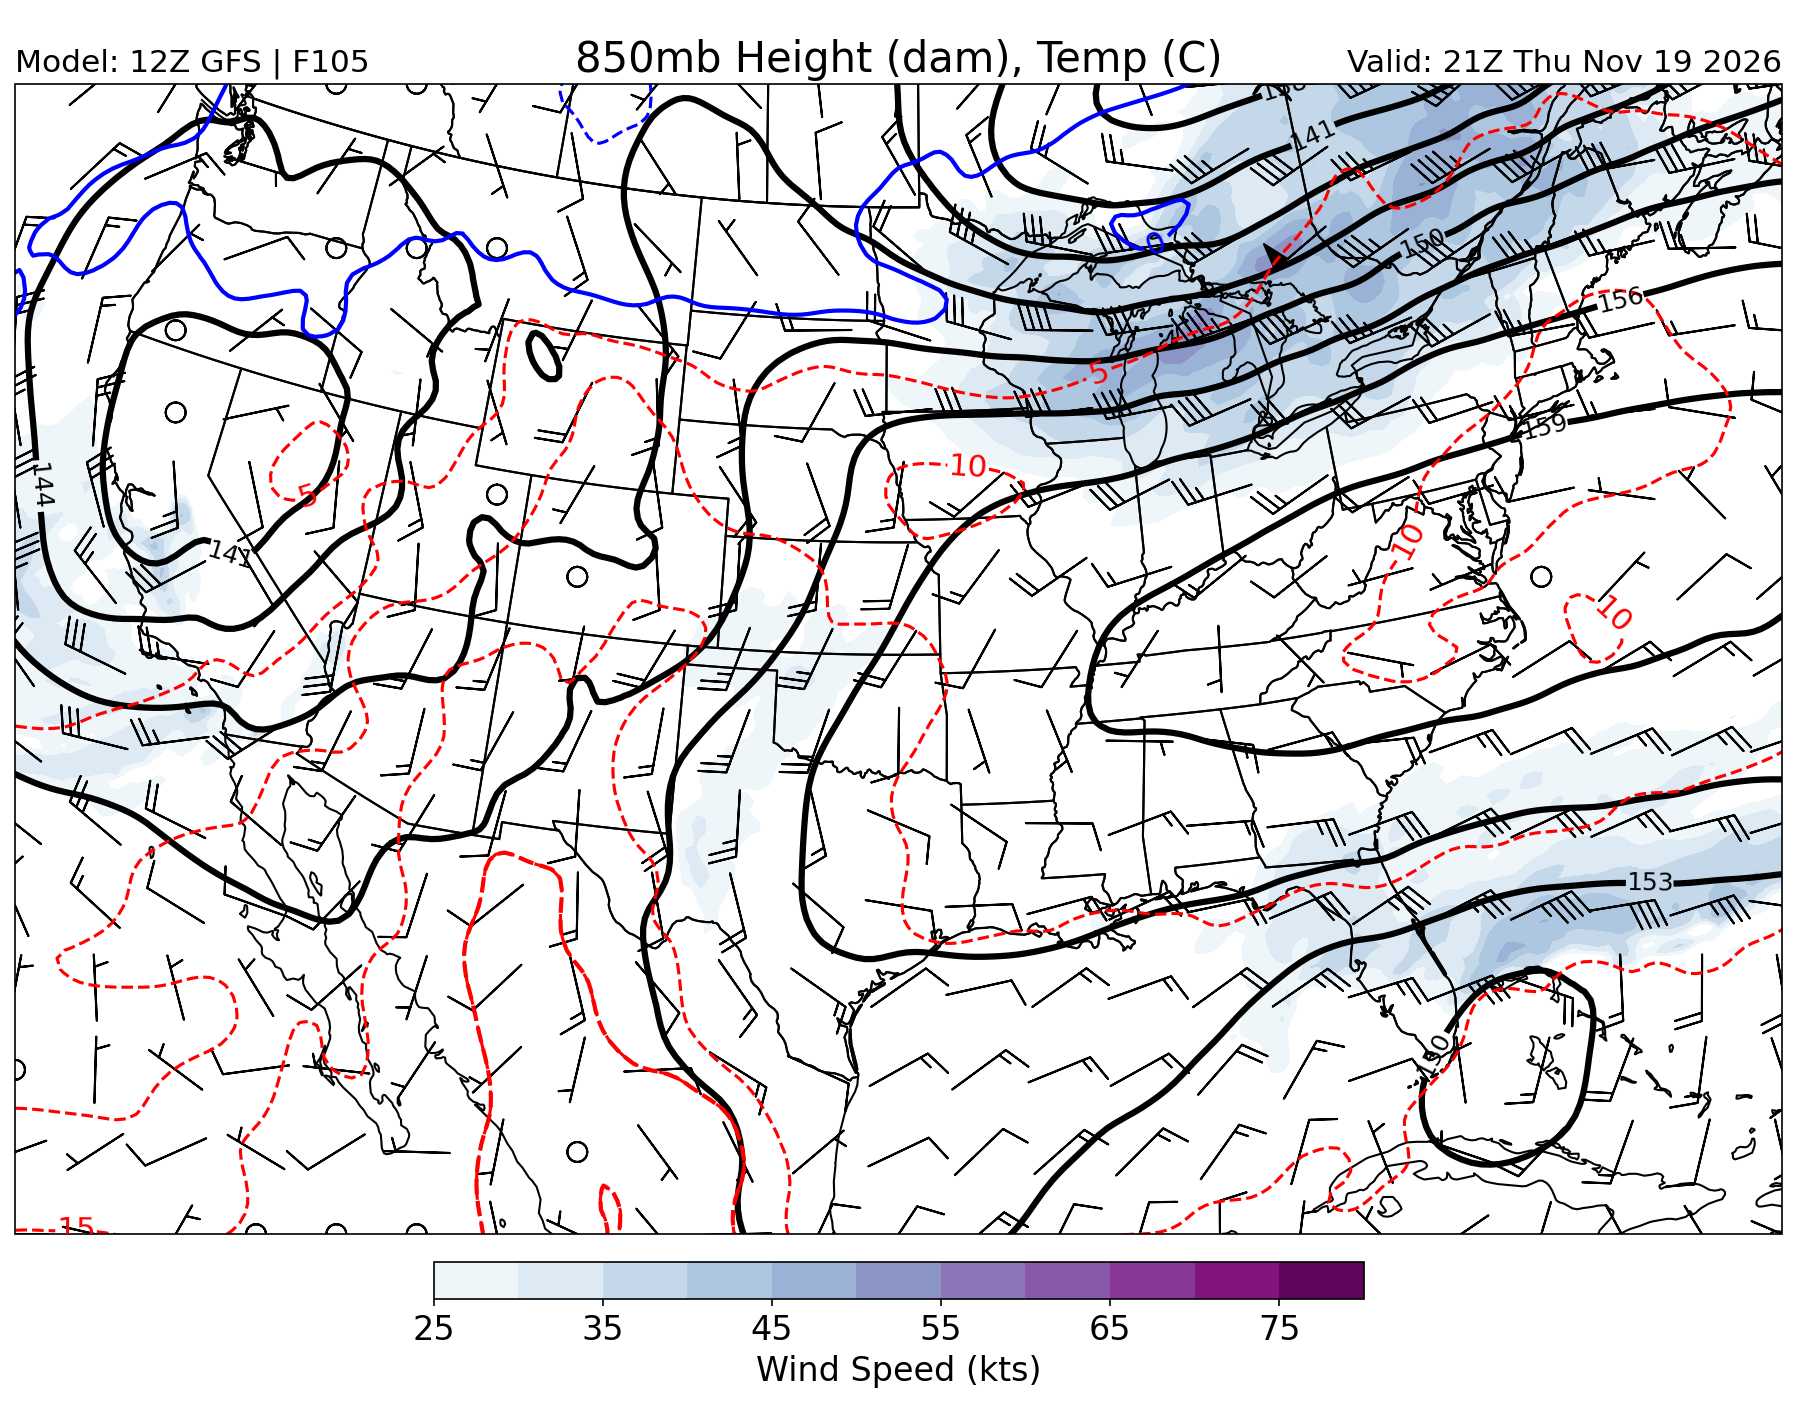 Model: 12Z GFS | F105
850mb Height (dam), Temp (C)
Valid: 21Z Thu Nov 19 2026
141
0
150
156
5
159
10
144
5
10
141
10
153
15
25 35 45 55 65 75
Wind Speed (kts)